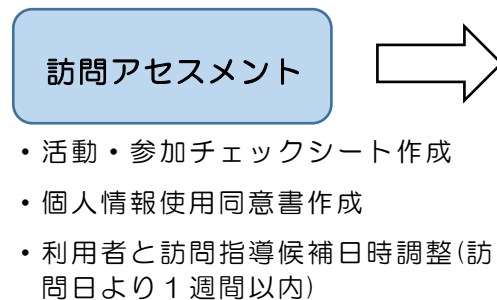 訪問アセスメント
・活動・参加チェックシート作成
・個人情報使用同意書作成
・利用者と訪問指導候補日時調整(訪
問日より１週間以内)